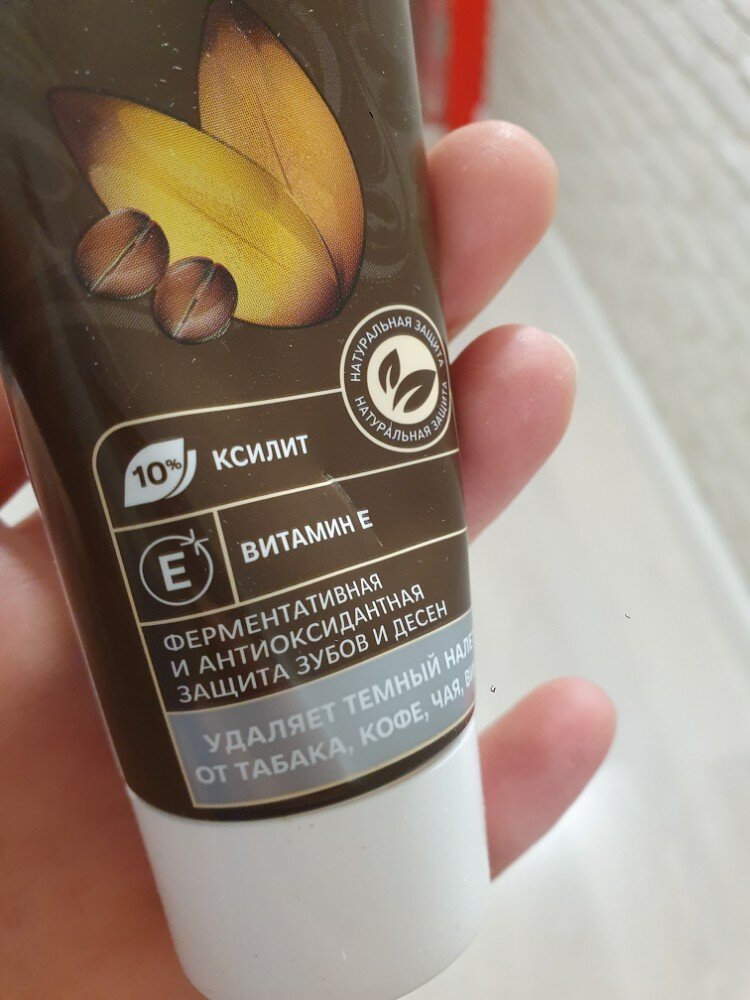 НАТУРАЛЬНАЯ ЗАЩИТА
НАТУРАЛЬНАЯ ЗАЩИТА
10% КСИЛИТ
E ВИТАМИН Е
ФЕРМЕНТАТИВНАЯ
И АНТИОКСИДАНТНАЯ
ЗАЩИТА ЗУБОВ И ДЕСЕН
УДАЛЯЕТ ТЕМНЫЙ
ОТ ТАБАКА, КОФЕ, ЧАЯ,